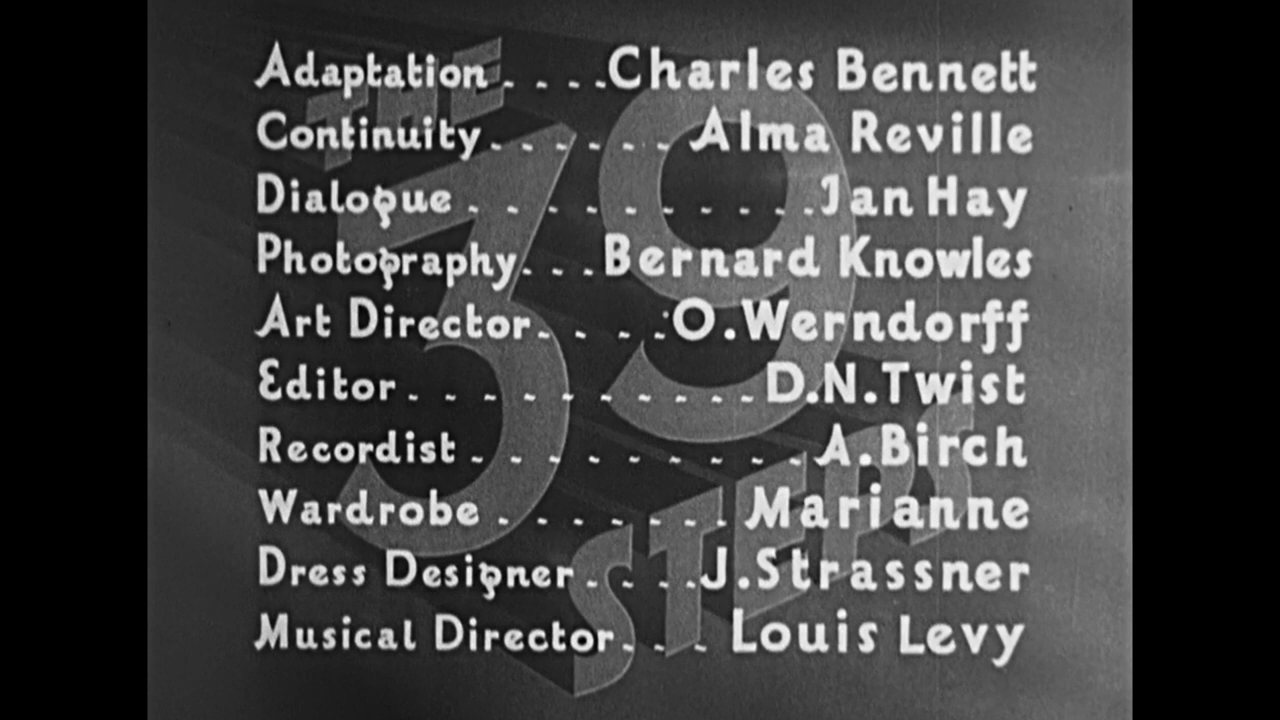 THE 39 STEPS
Adaptation . . . . Charles Bennett
Continuity . . . . . . Alma Reville
Dialogue . . . . . . . . . . Ian Hay
Photography . . . Bernard Knowles
Art Director . . . . O. Werndorff
Editor . . . . . . . . . . D.N. Twist
Recordist . . . . . . . . . A. Birch
Wardrobe . . . . . . . Marianne
Dress Designer . . . . J. Strassner
Musical Director . . . Louis Levy